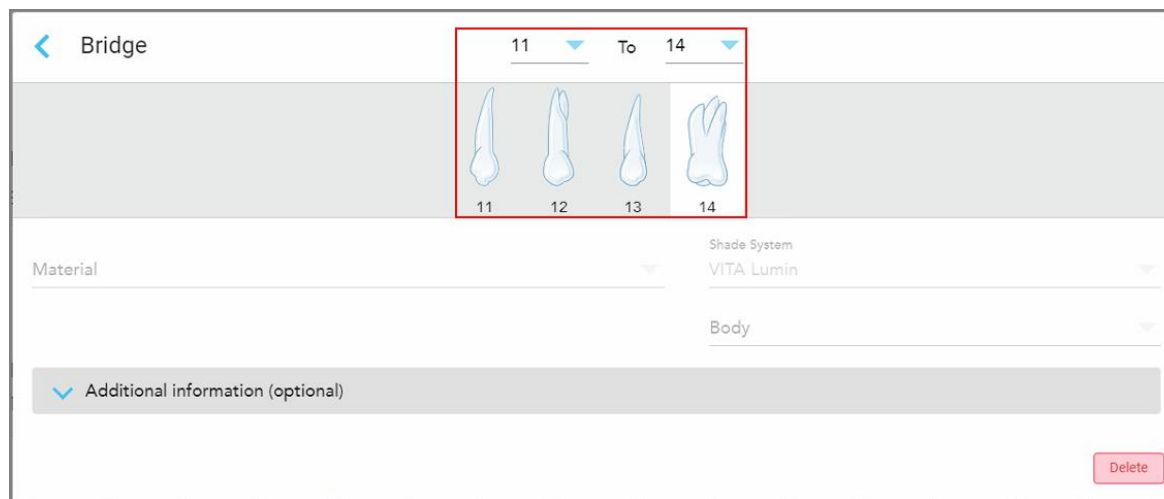 Bridge 11 To 14
11 12 13 14
Shade System
Material VITA Lumin
Body
Additional information (optional)
Delete